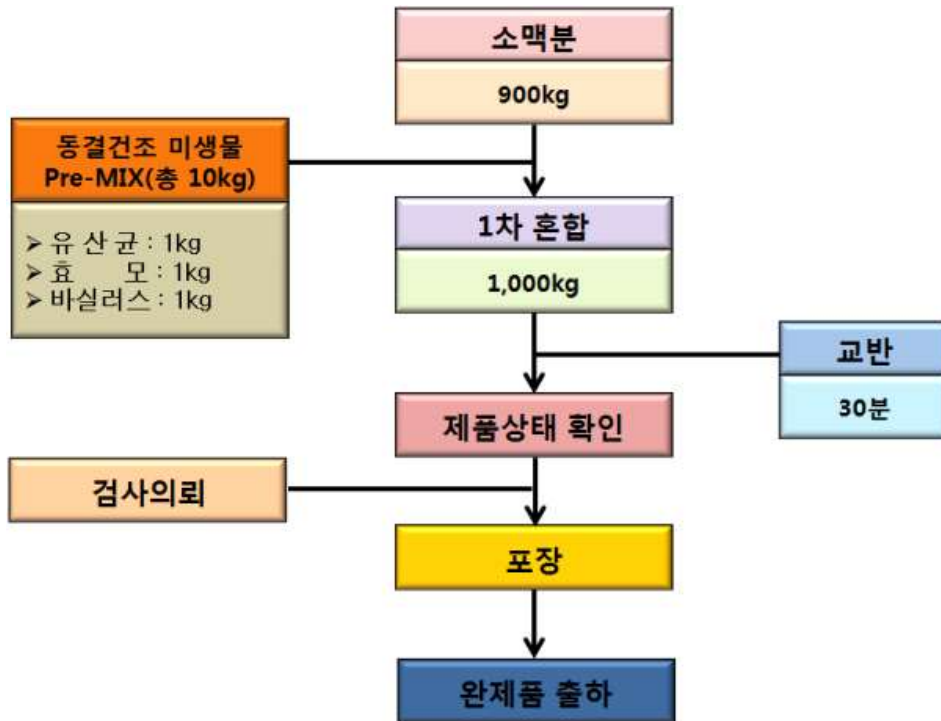 소맥분
900kg
동결건조 미생물
Pre-MIX(총 10kg)
➢ 유 산 균 : 1kg
➢ 효 모 : 1kg
➢ 바실러스 : 1kg
1차 혼합
1,000kg
교반
30분
제품상태 확인
검사의뢰
포장
완제품 출하